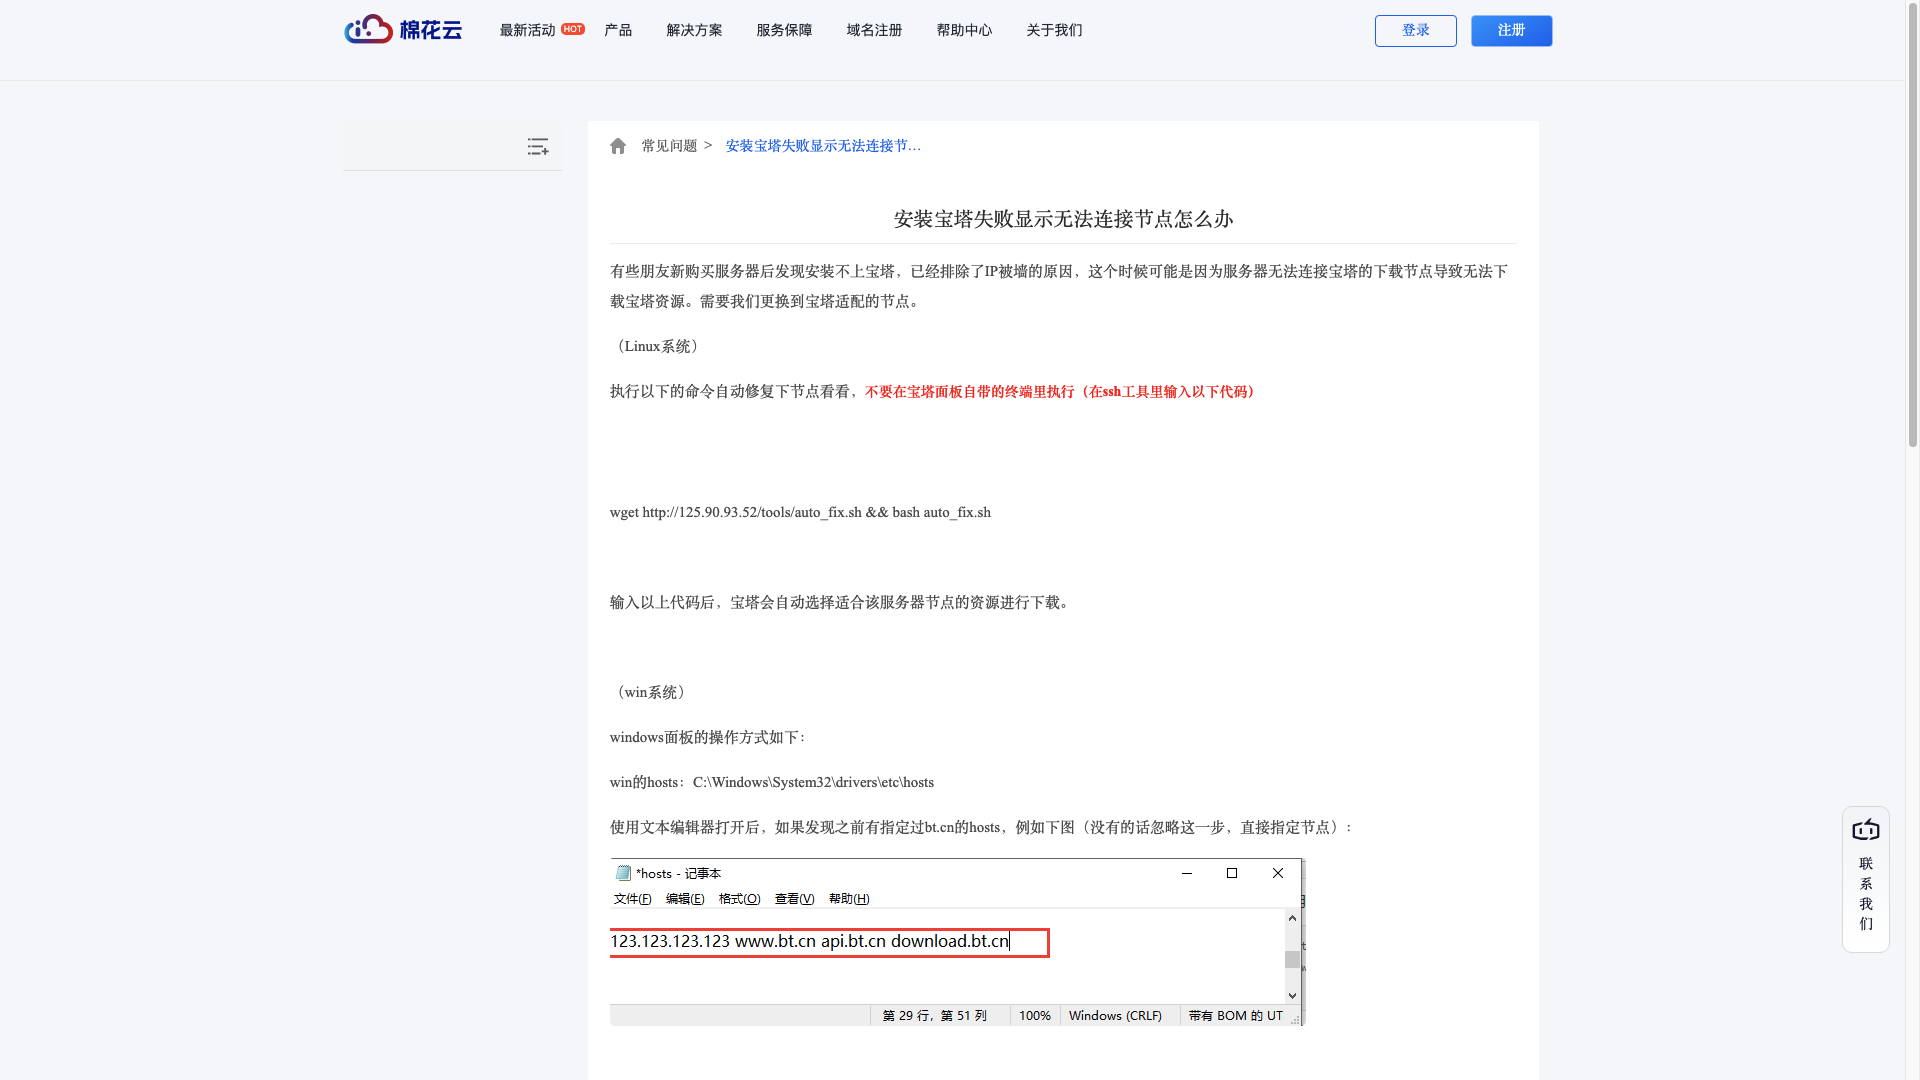 棉花云
最新活动 HOT 产品 解决方案 服务保障 域名注册 帮助中心 关于我们 登录 注册
常见问题 > 安装宝塔失败显示无法连接节…
安装宝塔失败显示无法连接节点怎么办
有些朋友新购买服务器后发现安装不上宝塔，已经排除了IP被墙的原因，这个时候可能是因为服务器无法连接宝塔的下载节点导致无法下
载宝塔资源。需要我们更换到宝塔适配的节点。
（Linux系统）
执行以下的命令自动修复下节点看看，不要在宝塔面板自带的终端里执行（在ssh工具里输入以下代码）
wget http://125.90.93.52/tools/auto_fix.sh && bash auto_fix.sh
输入以上代码后，宝塔会自动选择适合该服务器节点的资源进行下载。
（win系统）
windows面板的操作方式如下：
win的hosts：C:\Windows\System32\drivers\etc\hosts
使用文本编辑器打开后，如果发现之前有指定过bt.cn的hosts，例如下图（没有的话忽略这一步，直接指定节点）：
*hosts - 记事本
文件(F) 编辑(E) 格式(O) 查看(V) 帮助(H)
123.123.123.123 www.bt.cn api.bt.cn download.bt.cn
第 29 行，第 51 列 100% Windows (CRLF) 带有 BOM 的 UT
联
系
我
们